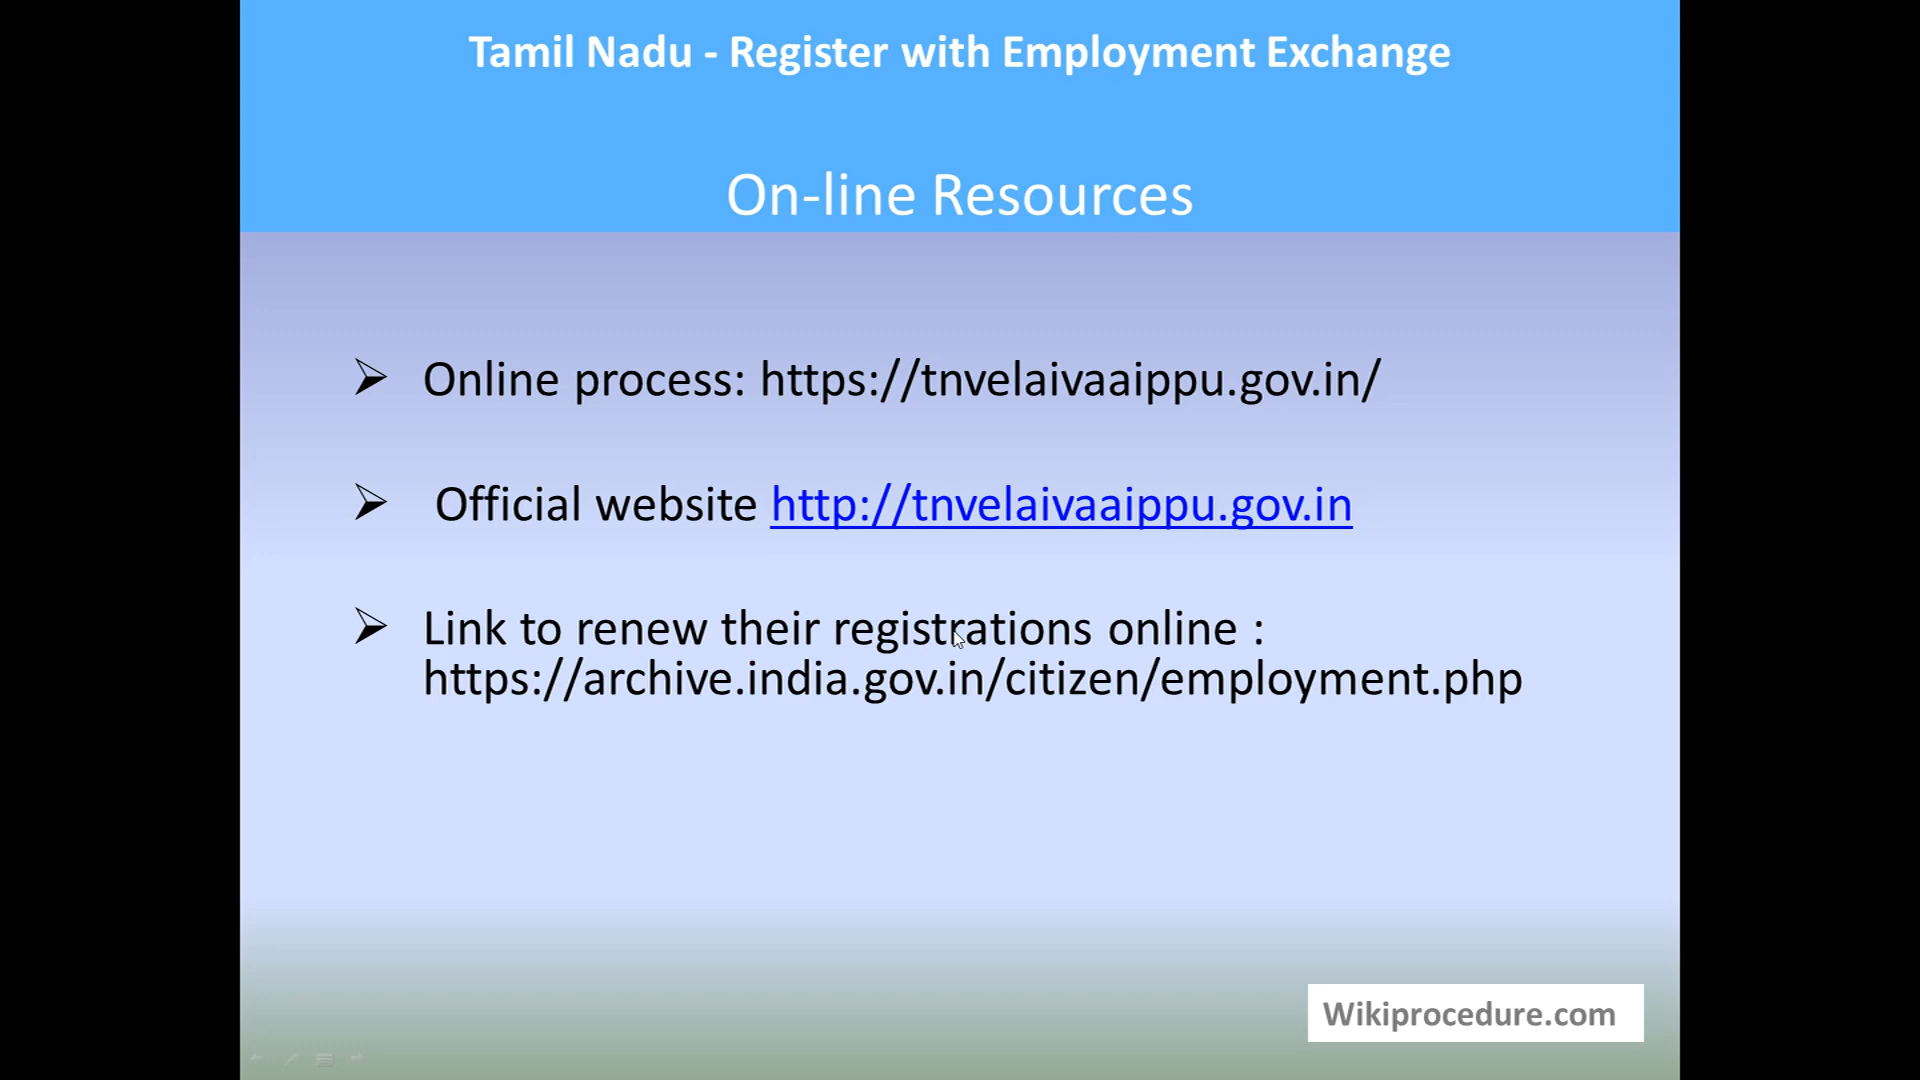 Tamil Nadu - Register with Employment Exchange
On-line Resources
➢ Online process: https://tnvelaivaaippu.gov.in/
➢ Official website http://tnvelaivaaippu.gov.in
➢ Link to renew their registrations online :
https://archive.india.gov.in/citizen/employment.php
Wikiprocedure.com